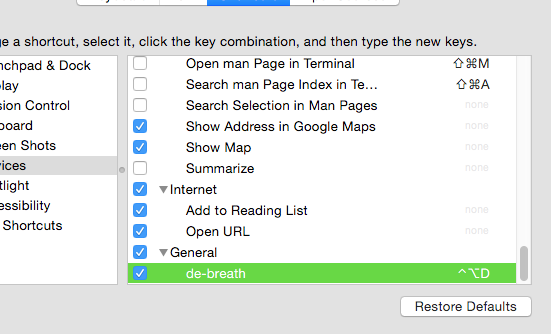 e a shortcut, select it, click the key combination, and then type the new keys.
nchpad & Dock
lay
sion Control
board
een Shots
ices
tlight
essibility
Shortcuts
Open man Page in Terminal ⇧⌘M
Search man Page Index in Te... ⇧⌘A
Search Selection in Man Pages none
Show Address in Google Maps
Show Map none
Summarize none
Internet
Add to Reading List none
Open URL none
General
de-breath ^⌥D
Restore Defaults